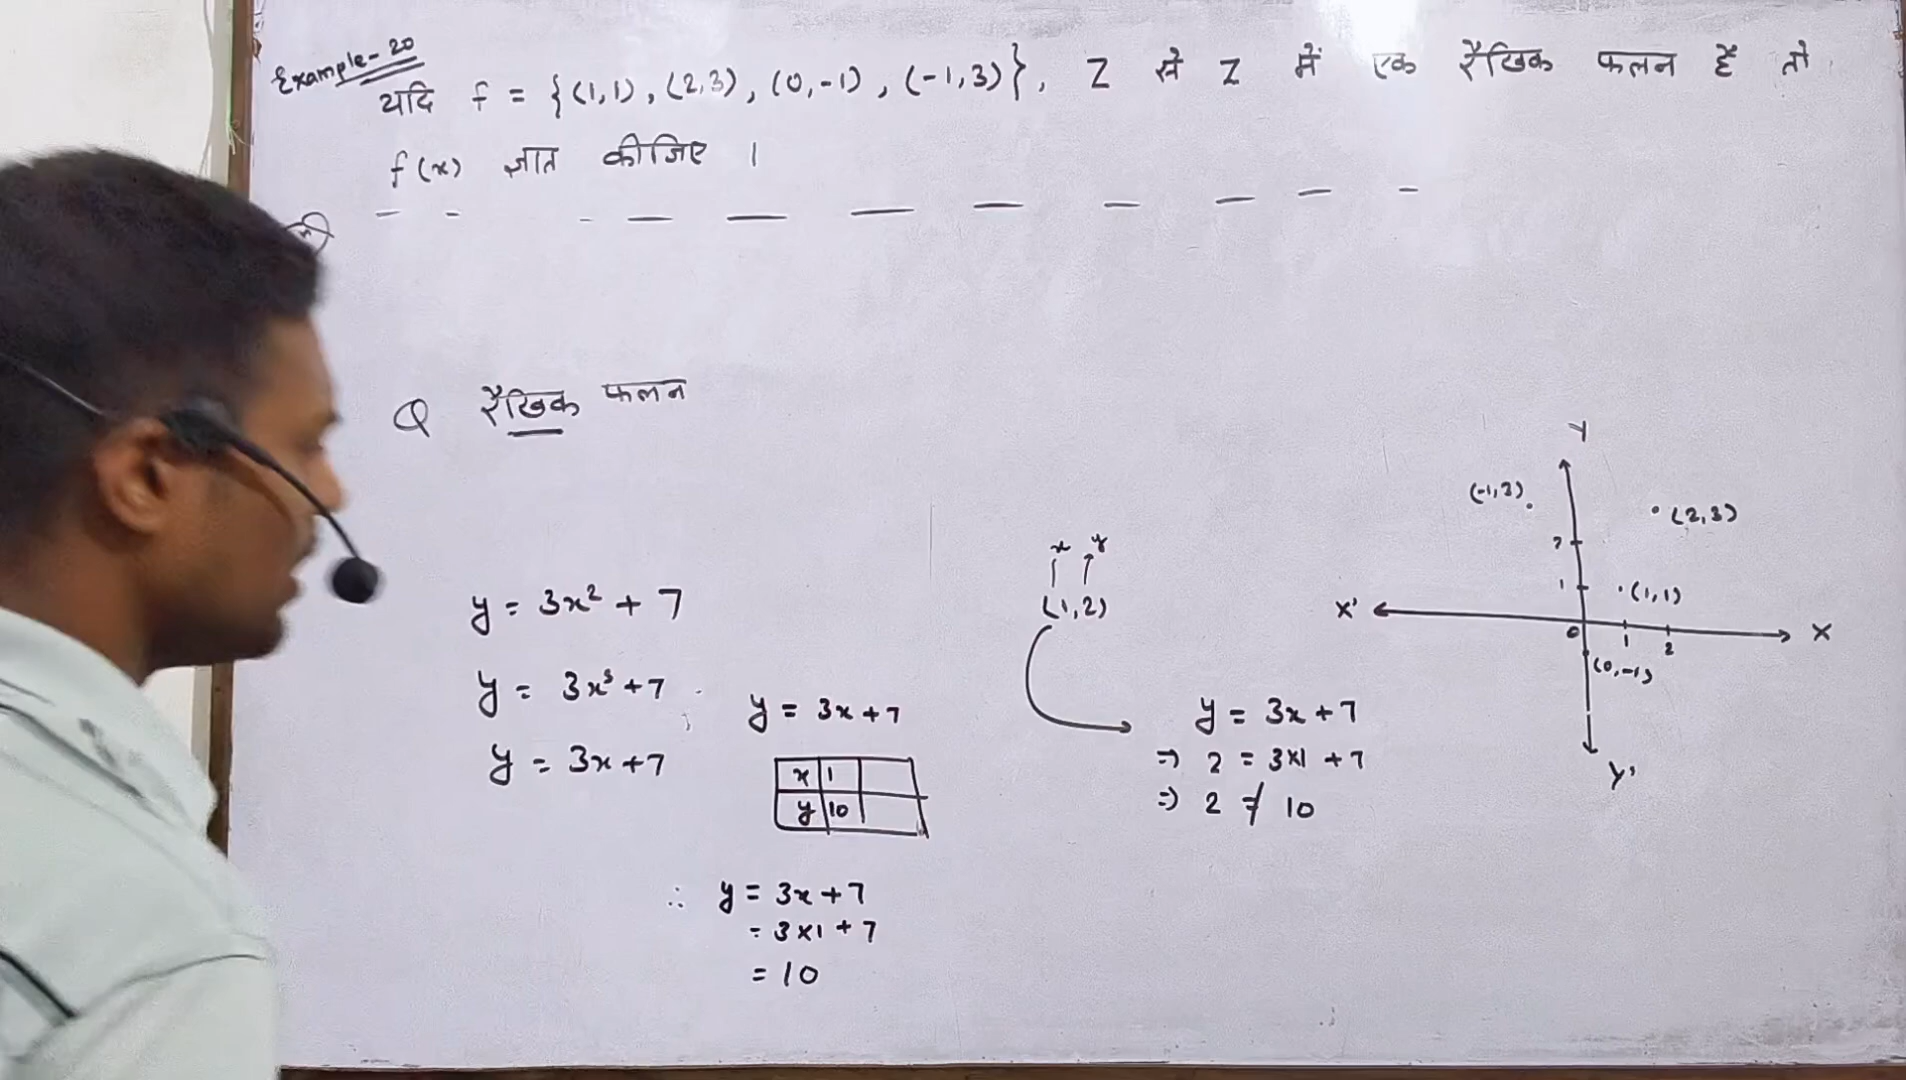 Example-20
यदि f = {(1,1), (2,3), (0,-1), (-1,3)}, Z से Z में एक रैखिक फलन है तो
f(x) ज्ञात कीजिए ।
Q रैखिक फलन
y = 3x² + 7
y = 3x³+7
y = 3x+7
y = 3x+7
x 1
y 10
∴ y = 3x+7
= 3×1+7
= 10
x y
(1,2)
y = 3x+7
⇒ 2 = 3×1 +7
⇒ 2 ≠ 10
Y
(-1,3)
(2,3)
2
1
(1,1)
X'
X
0
1
2
(0,-1)
Y'